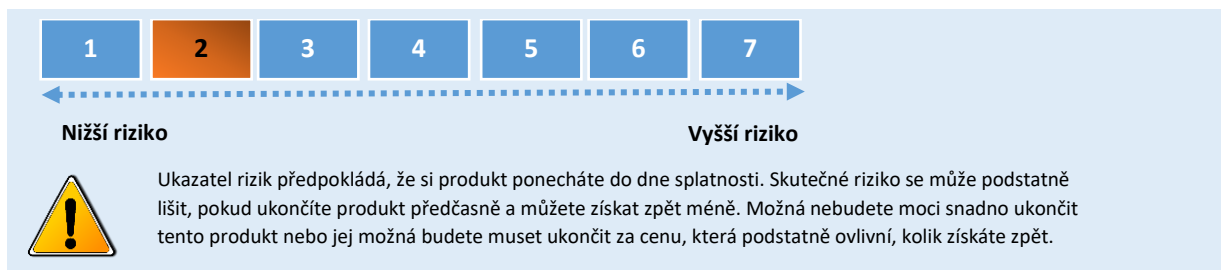 1 2 3 4 5 6 7
Nižší riziko Vyšší riziko
Ukazatel rizik předpokládá, že si produkt ponecháte do dne splatnosti. Skutečné riziko se může podstatně
lišit, pokud ukončíte produkt předčasně a můžete získat zpět méně. Možná nebudete moci snadno ukončit
tento produkt nebo jej možná budete muset ukončit za cenu, která podstatně ovlivní, kolik získáte zpět.